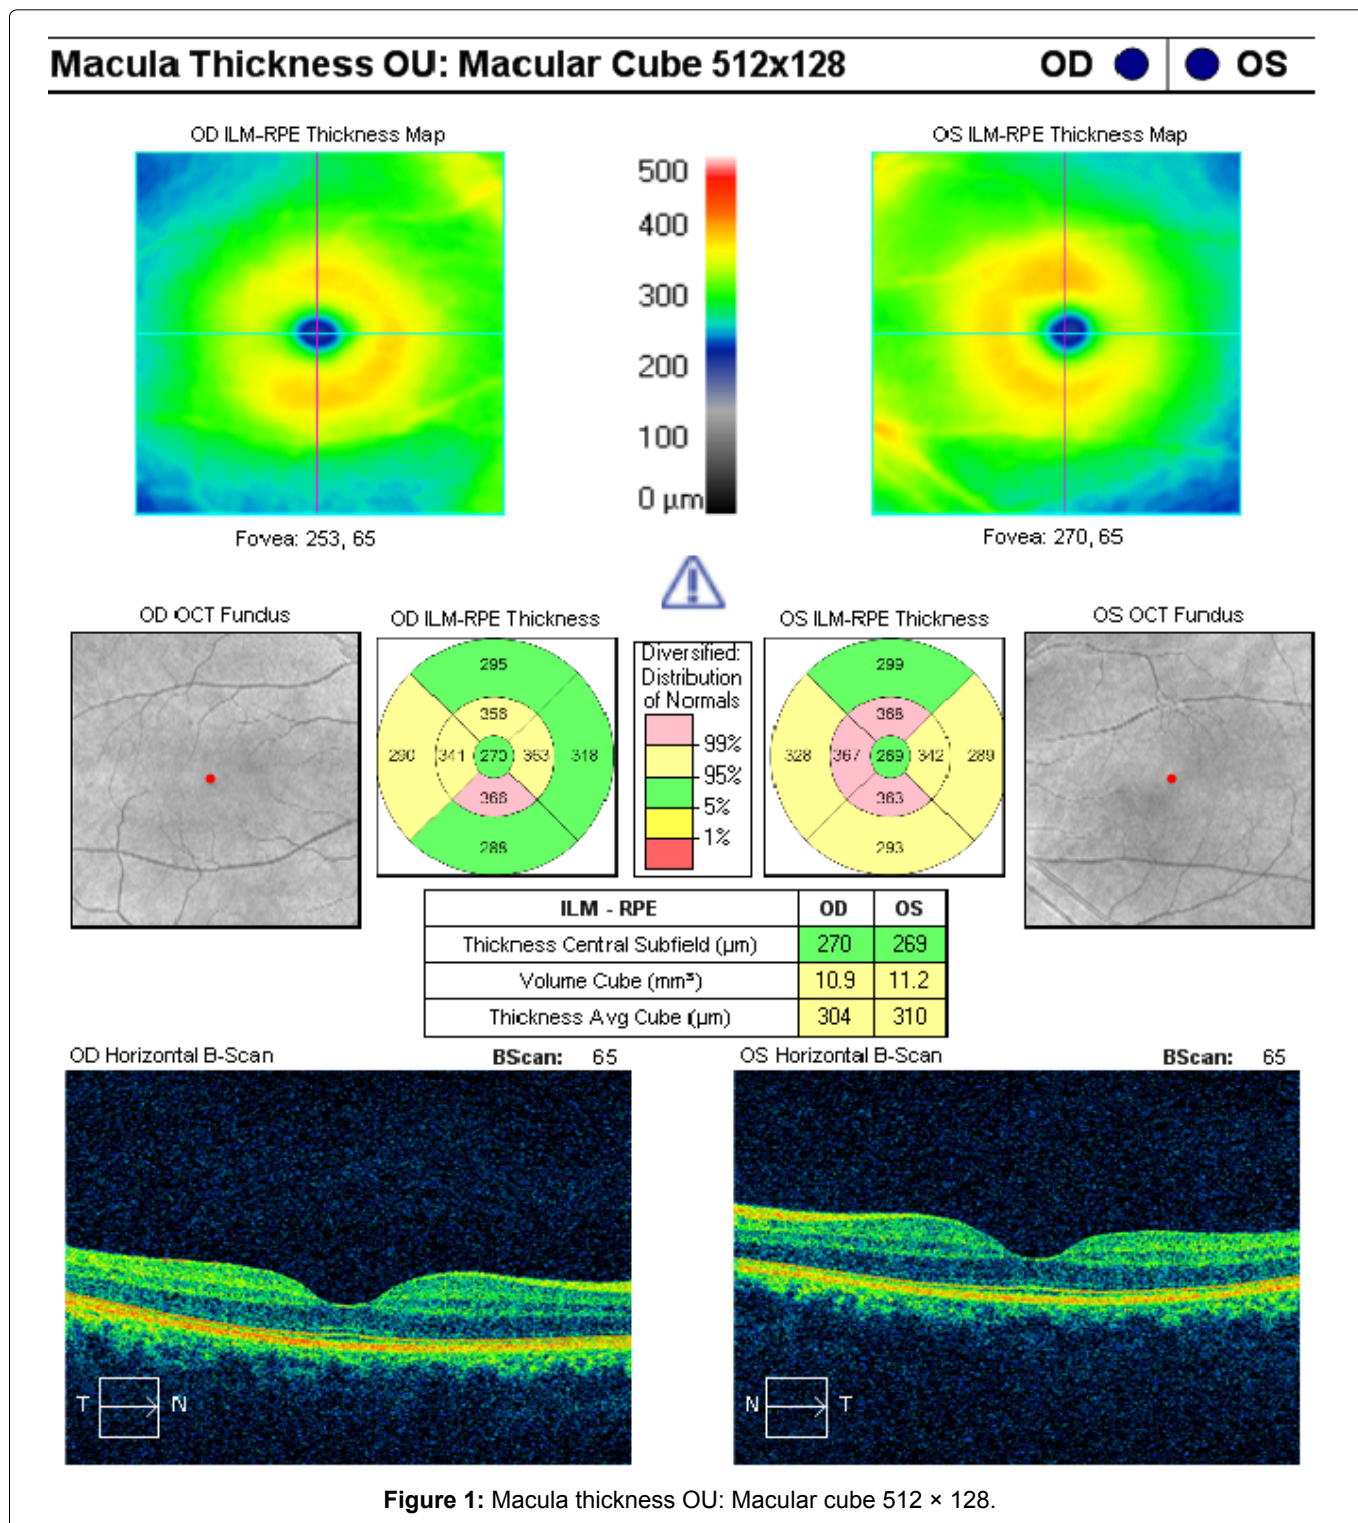 Macula Thickness OU: Macular Cube 512x128 OD OS
OD ILM-RPE Thickness Map
OS ILM-RPE Thickness Map
500
400
300
200
100
0 µm
Fovea: 253, 65
Fovea: 270, 65
OD OCT Fundus
OD ILM-RPE Thickness
OS ILM-RPE Thickness
OS OCT Fundus
295
356
290 341 270 363 318
366
288
Diversified:
Distribution
of Normals
99%
95%
5%
1%
299
368
328 367 269 342 289
363
293
ILM - RPE OD OS
Thickness Central Subfield (µm) 270 269
Volume Cube (mm³) 10.9 11.2
Thickness Avg Cube (µm) 304 310
OD Horizontal B-Scan BScan: 65
OS Horizontal B-Scan BScan: 65
T N
N T
Figure 1: Macula thickness OU: Macular cube 512 × 128.